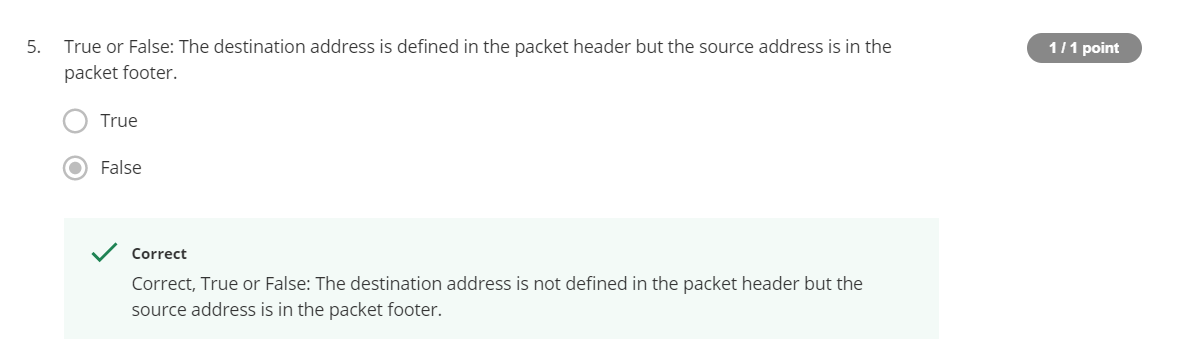 5. True or False: The destination address is defined in the packet header but the source address is in the
1 / 1 point
packet footer.
True
False
Correct
Correct, True or False: The destination address is not defined in the packet header but the
source address is in the packet footer.